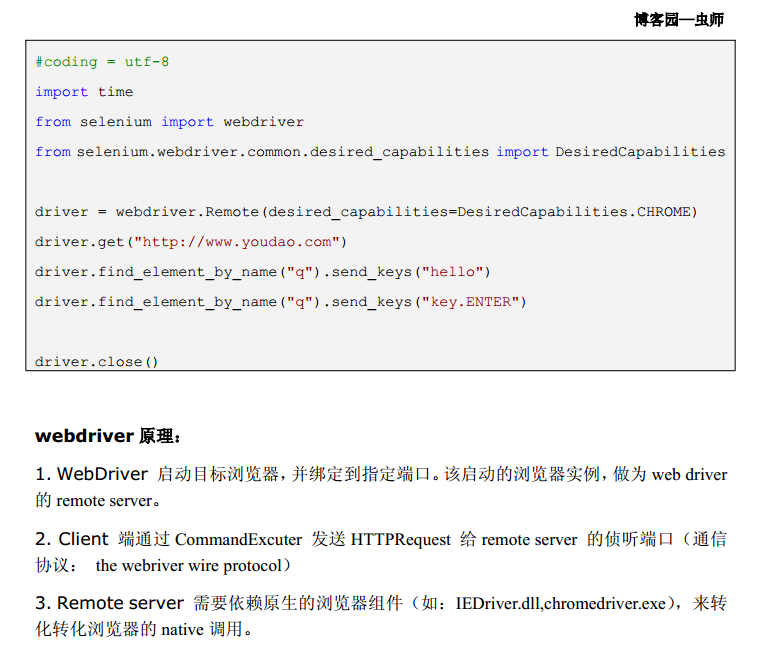 博客园—虫师
#coding = utf-8
import time
from selenium import webdriver
from selenium.webdriver.common.desired_capabilities import DesiredCapabilities
driver = webdriver.Remote(desired_capabilities=DesiredCapabilities.CHROME)
driver.get("http://www.youdao.com")
driver.find_element_by_name("q").send_keys("hello")
driver.find_element_by_name("q").send_keys("key.ENTER")
driver.close()
webdriver 原理：
1. WebDriver 启动目标浏览器，并绑定到指定端口。该启动的浏览器实例，做为 web driver
的 remote server。
2. Client 端通过 CommandExcuter 发送 HTTPRequest 给 remote server 的侦听端口（通信
协议： the webriver wire protocol）
3. Remote server 需要依赖原生的浏览器组件（如：IEDriver.dll,chromedriver.exe），来转
化转化浏览器的 native 调用。